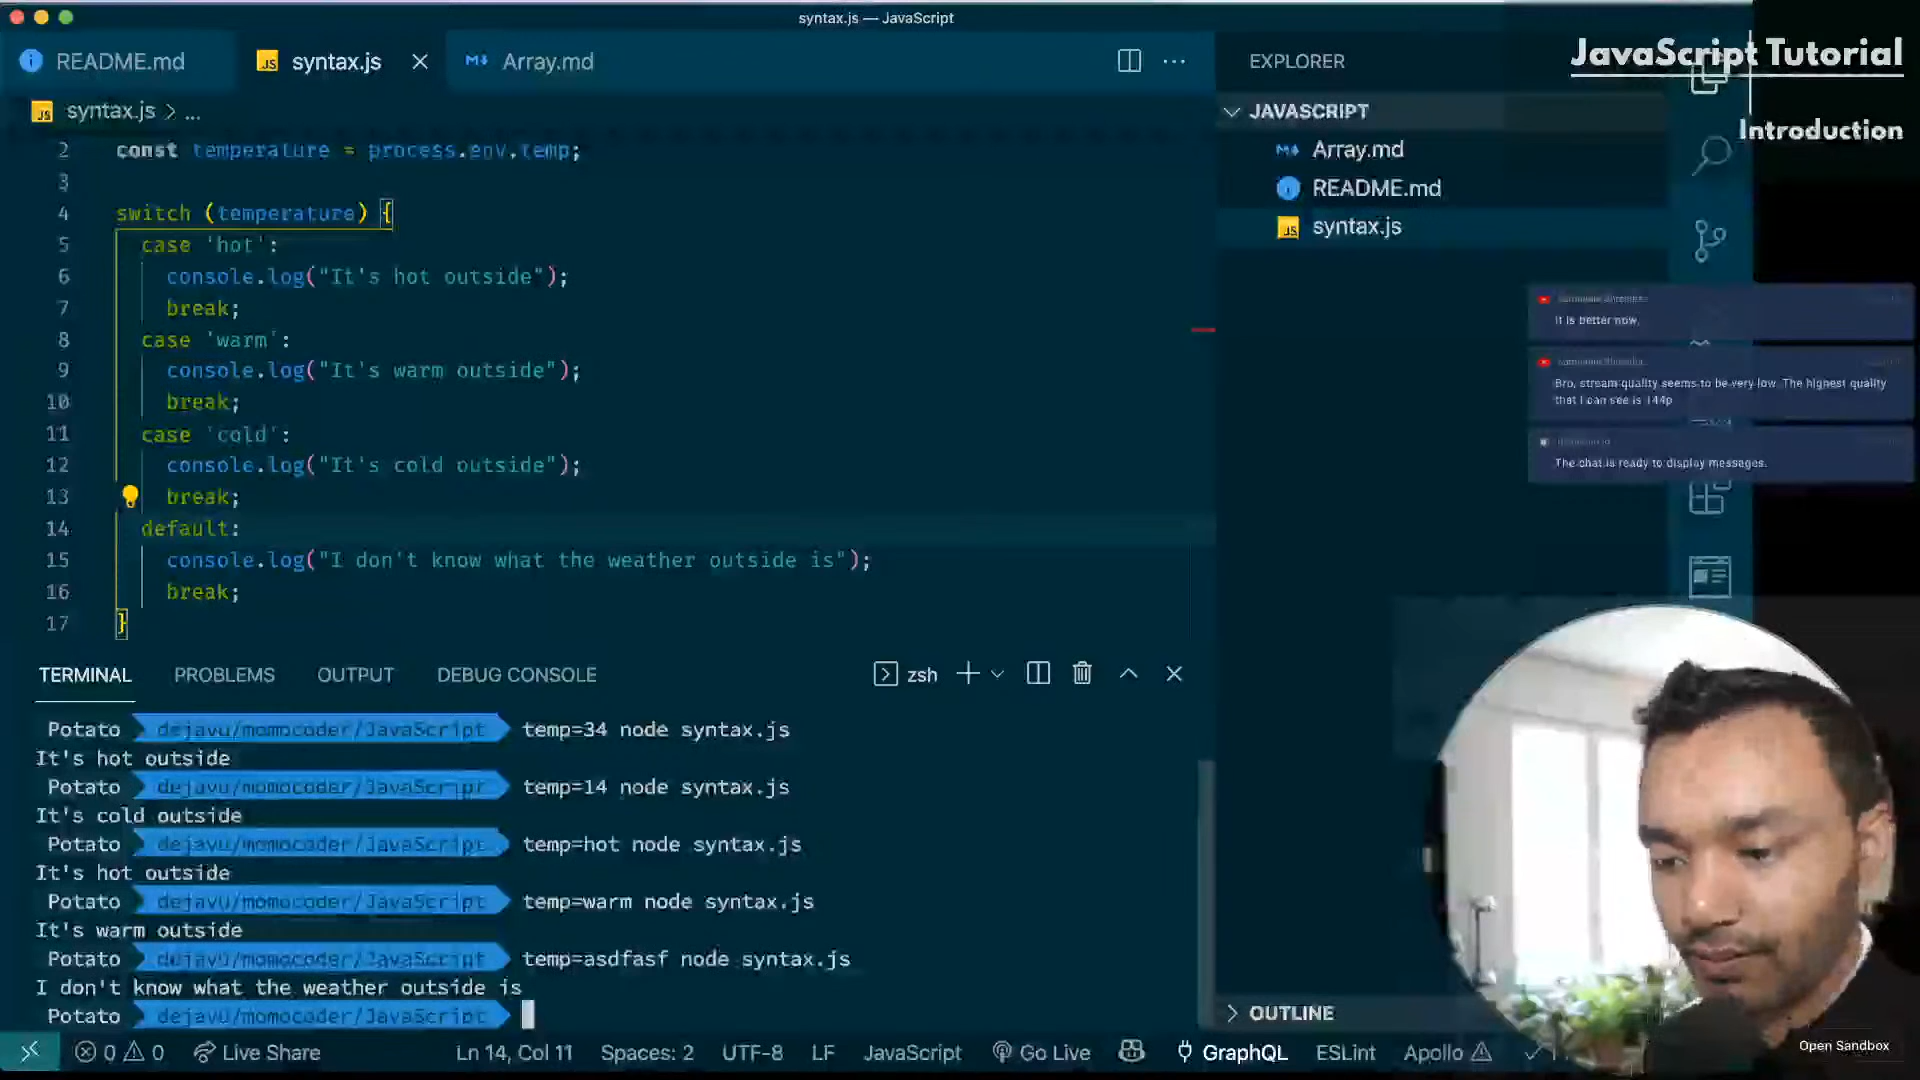 syntax.js — JavaScript
README.md
syntax.js
Array.md
syntax.js > ...
2 const temperature = process.env.temp;
3
4 switch (temperature) {
5 case 'hot':
6 console.log("It's hot outside");
7 break;
8 case 'warm':
9 console.log("It's warm outside");
10 break;
11 case 'cold':
12 console.log("It's cold outside");
13 break;
14 default:
15 console.log("I don't know what the weather outside is");
16 break;
17 }
EXPLORER
JAVASCRIPT
Array.md
README.md
syntax.js
JavaScript Tutorial
Introduction
It is better now.
Bro, stream quality seems to be very low. The highest quality
that I can see is 144p
The chat is ready to display messages.
TERMINAL PROBLEMS OUTPUT DEBUG CONSOLE zsh
Potato dejavu/momocoder/JavaScript temp=34 node syntax.js
It's hot outside
Potato dejavu/momocoder/JavaScript temp=14 node syntax.js
It's cold outside
Potato dejavu/momocoder/JavaScript temp=hot node syntax.js
It's hot outside
Potato dejavu/momocoder/JavaScript temp=warm node syntax.js
It's warm outside
Potato dejavu/momocoder/JavaScript temp=asdfasf node syntax.js
I don't know what the weather outside is
Potato dejavu/momocoder/JavaScript
OUTLINE
0 0 Live Share Ln 14, Col 11 Spaces: 2 UTF-8 LF JavaScript Go Live GraphQL ESLint Apollo
Open Sandbox